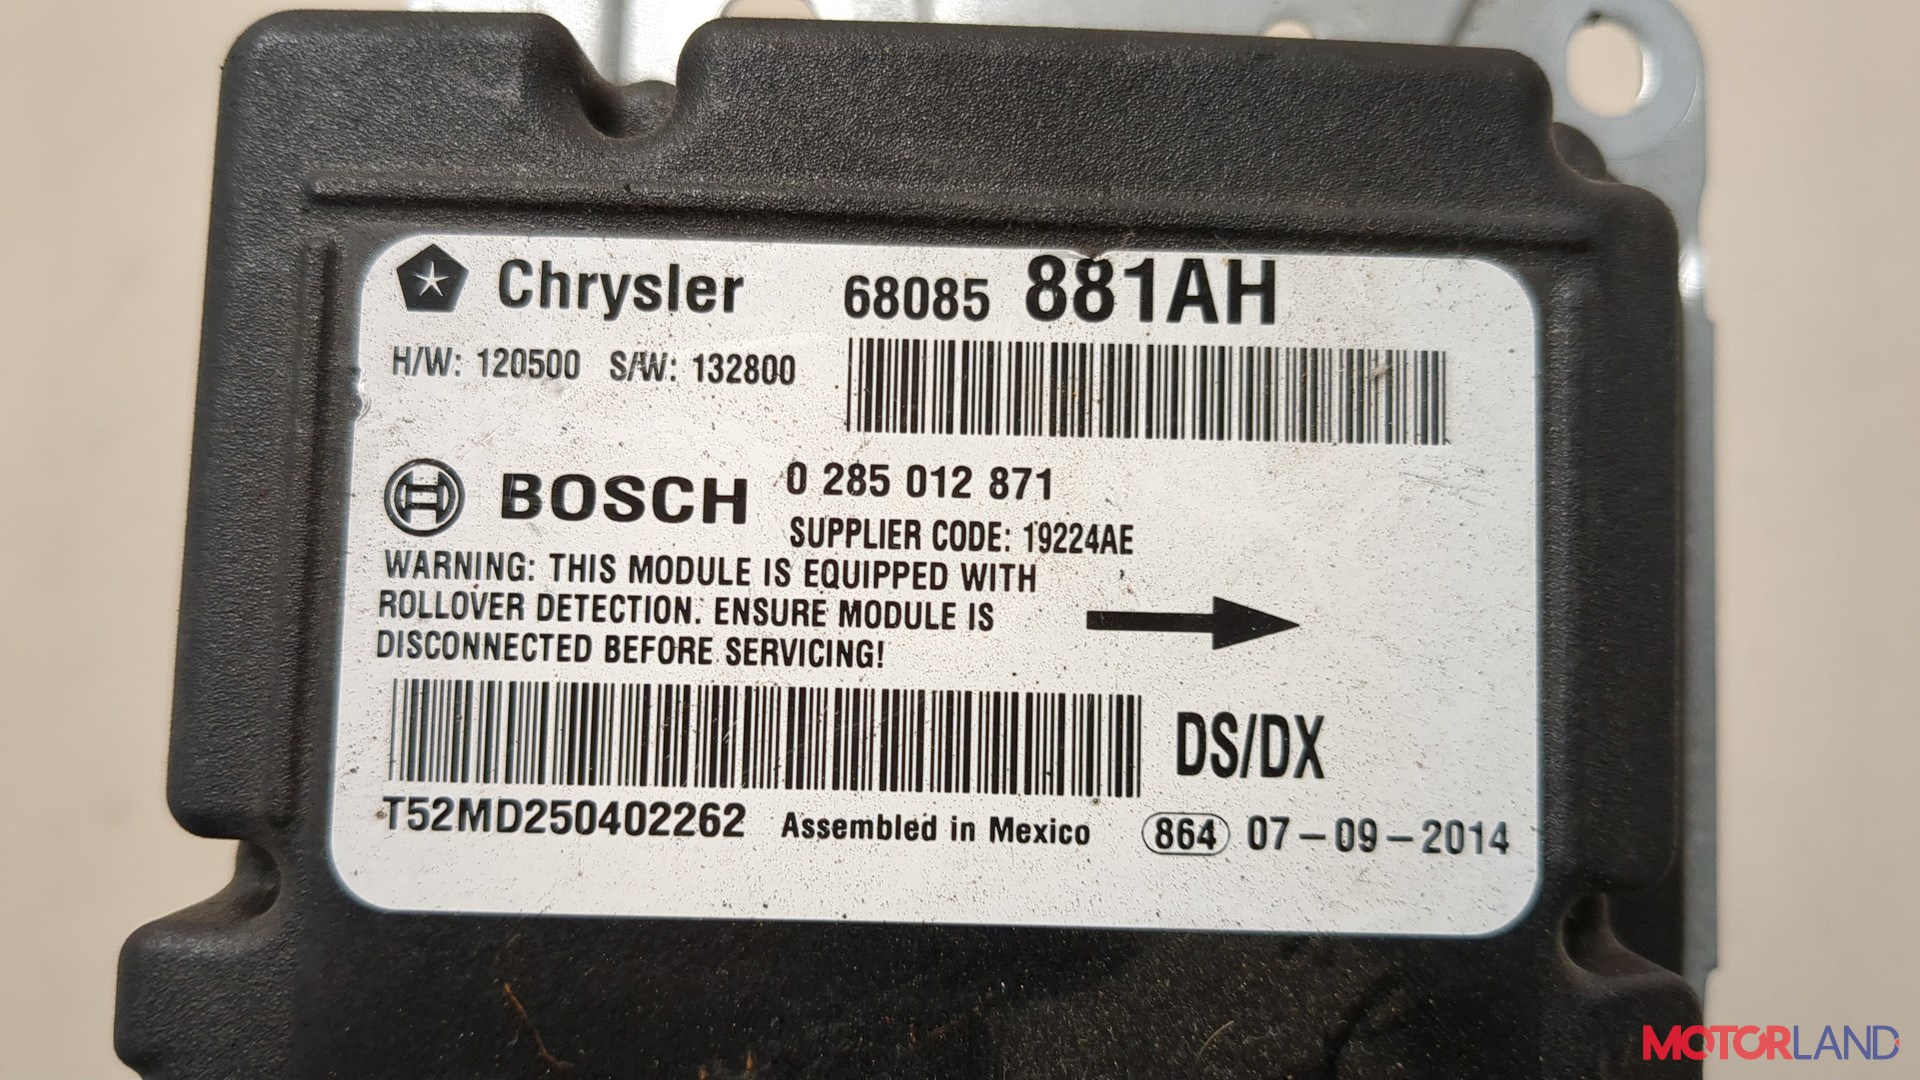 Chrysler 68085 881AH
H/W: 120500 S/W: 132800
BOSCH 0 285 012 871
SUPPLIER CODE: 19224AE
WARNING: THIS MODULE IS EQUIPPED WITH
ROLLOVER DETECTION. ENSURE MODULE IS
DISCONNECTED BEFORE SERVICING!
DS/DX
T52MD250402262 Assembled in Mexico 864 07-09-2014
MOTORLAND